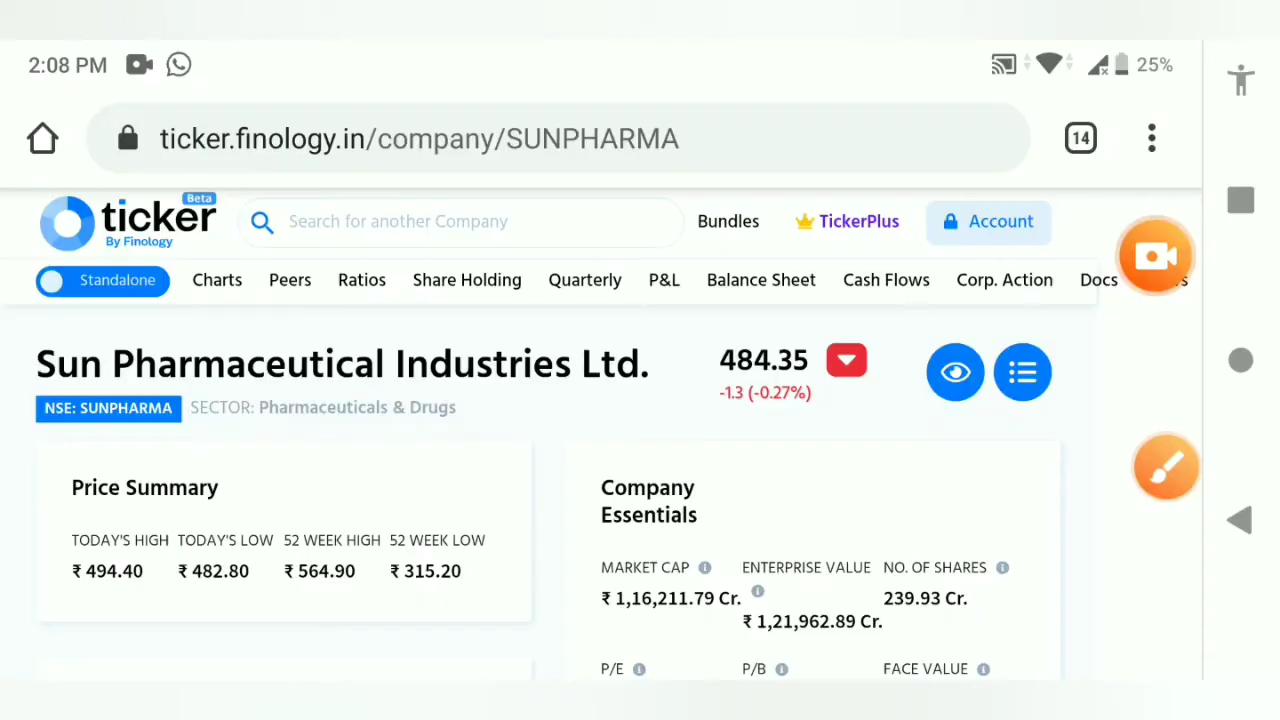 2:08 PM
25%
ticker.finology.in/company/SUNPHARMA
14
ticker Beta
By Finology
Search for another Company
Bundles
TickerPlus
Account
Standalone
Charts
Peers
Ratios
Share Holding
Quarterly
P&L
Balance Sheet
Cash Flows
Corp. Action
Docs
Sun Pharmaceutical Industries Ltd.
484.35
-1.3 (-0.27%)
NSE: SUNPHARMA
SECTOR: Pharmaceuticals & Drugs
Price Summary
TODAY'S HIGH TODAY'S LOW 52 WEEK HIGH 52 WEEK LOW
₹ 494.40 ₹ 482.80 ₹ 564.90 ₹ 315.20
Company
Essentials
MARKET CAP ENTERPRISE VALUE NO. OF SHARES
₹ 1,16,211.79 Cr. 239.93 Cr.
₹ 1,21,962.89 Cr.
P/E P/B FACE VALUE